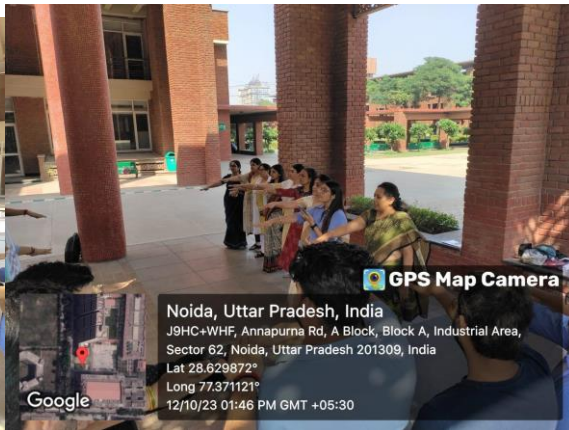 GPS Map Camera
Noida, Uttar Pradesh, India
J9HC+WHF, Annapurna Rd, A Block, Block A, Industrial Area,
Sector 62, Noida, Uttar Pradesh 201309, India
Lat 28.629872°
Long 77.371121°
12/10/23 01:46 PM GMT +05:30
Google